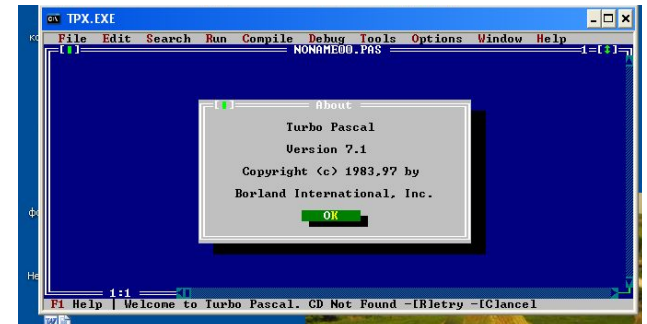 TPX.EXE
File Edit Search Run Compile Debug Tools Options Window Help
NONAME00.PAS 1=[↕]
About
Turbo Pascal
Version 7.1
Copyright (c) 1983,97 by
Borland International, Inc.
OK
1:1
F1 Help | Welcome to Turbo Pascal. CD Not Found -[R]etry -[C]lance